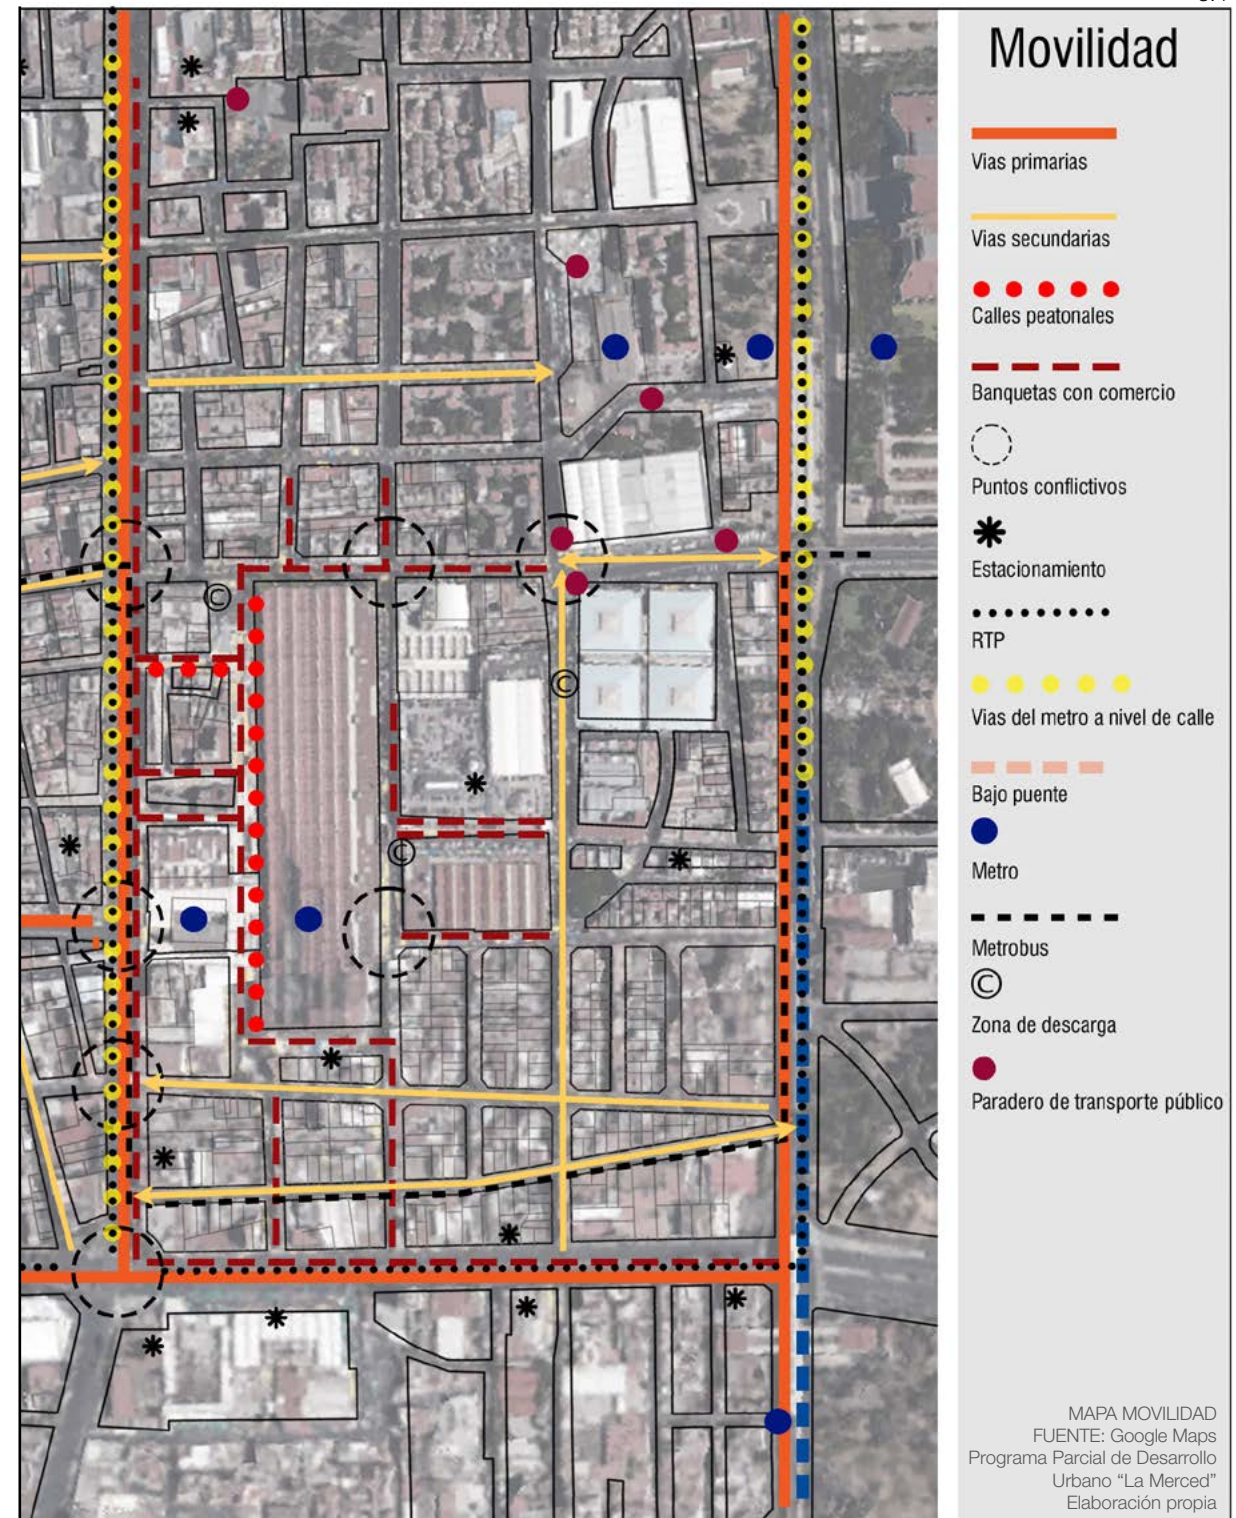 Movilidad
Vias primarias
Vias secundarias
Calles peatonales
Banquetas con comercio
Puntos conflictivos
Estacionamiento
RTP
Vias del metro a nivel de calle
Bajo puente
Metro
Metrobus
©
Zona de descarga
Paradero de transporte público
©
©
©
MAPA MOVILIDAD
FUENTE: Google Maps
Programa Parcial de Desarrollo
Urbano “La Merced”
Elaboración propia